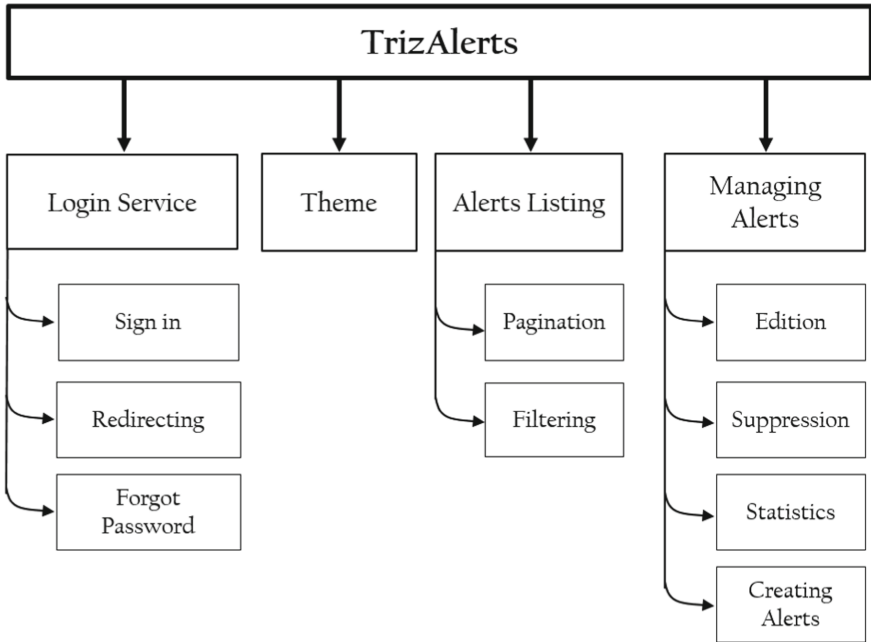 TrizAlerts
Login Service
Theme
Alerts Listing
Managing
Alerts
Sign in
Redirecting
Forgot
Password
Pagination
Filtering
Edition
Suppression
Statistics
Creating
Alerts